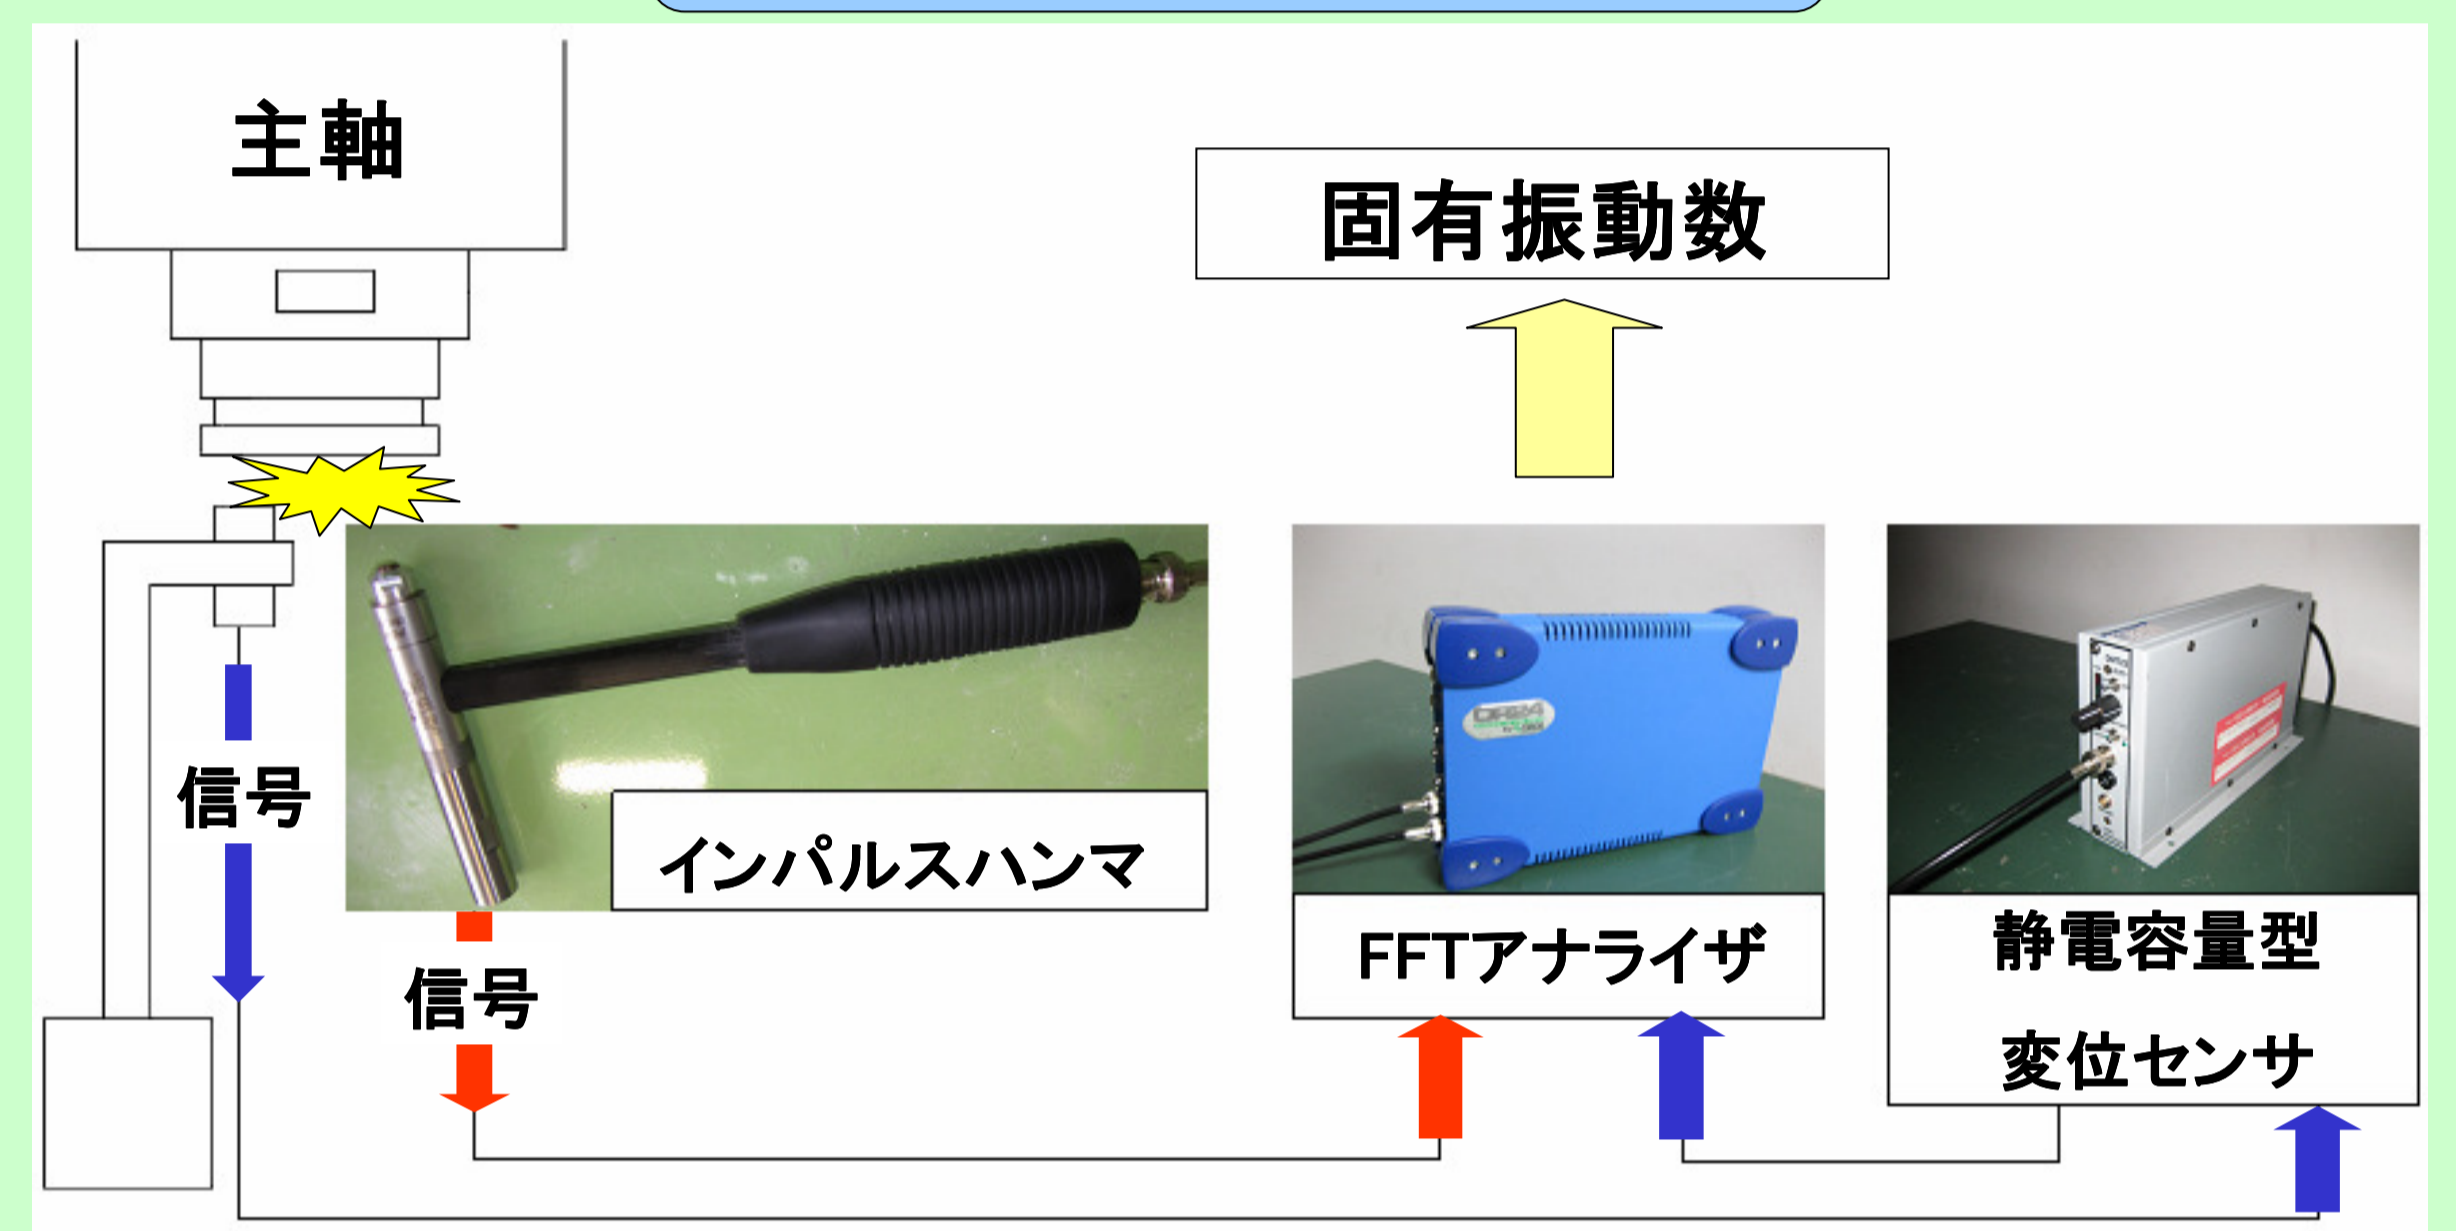 主軸
固有振動数
信号
インパルスハンマ
信号
FFTアナライザ
静電容量型
変位センサ